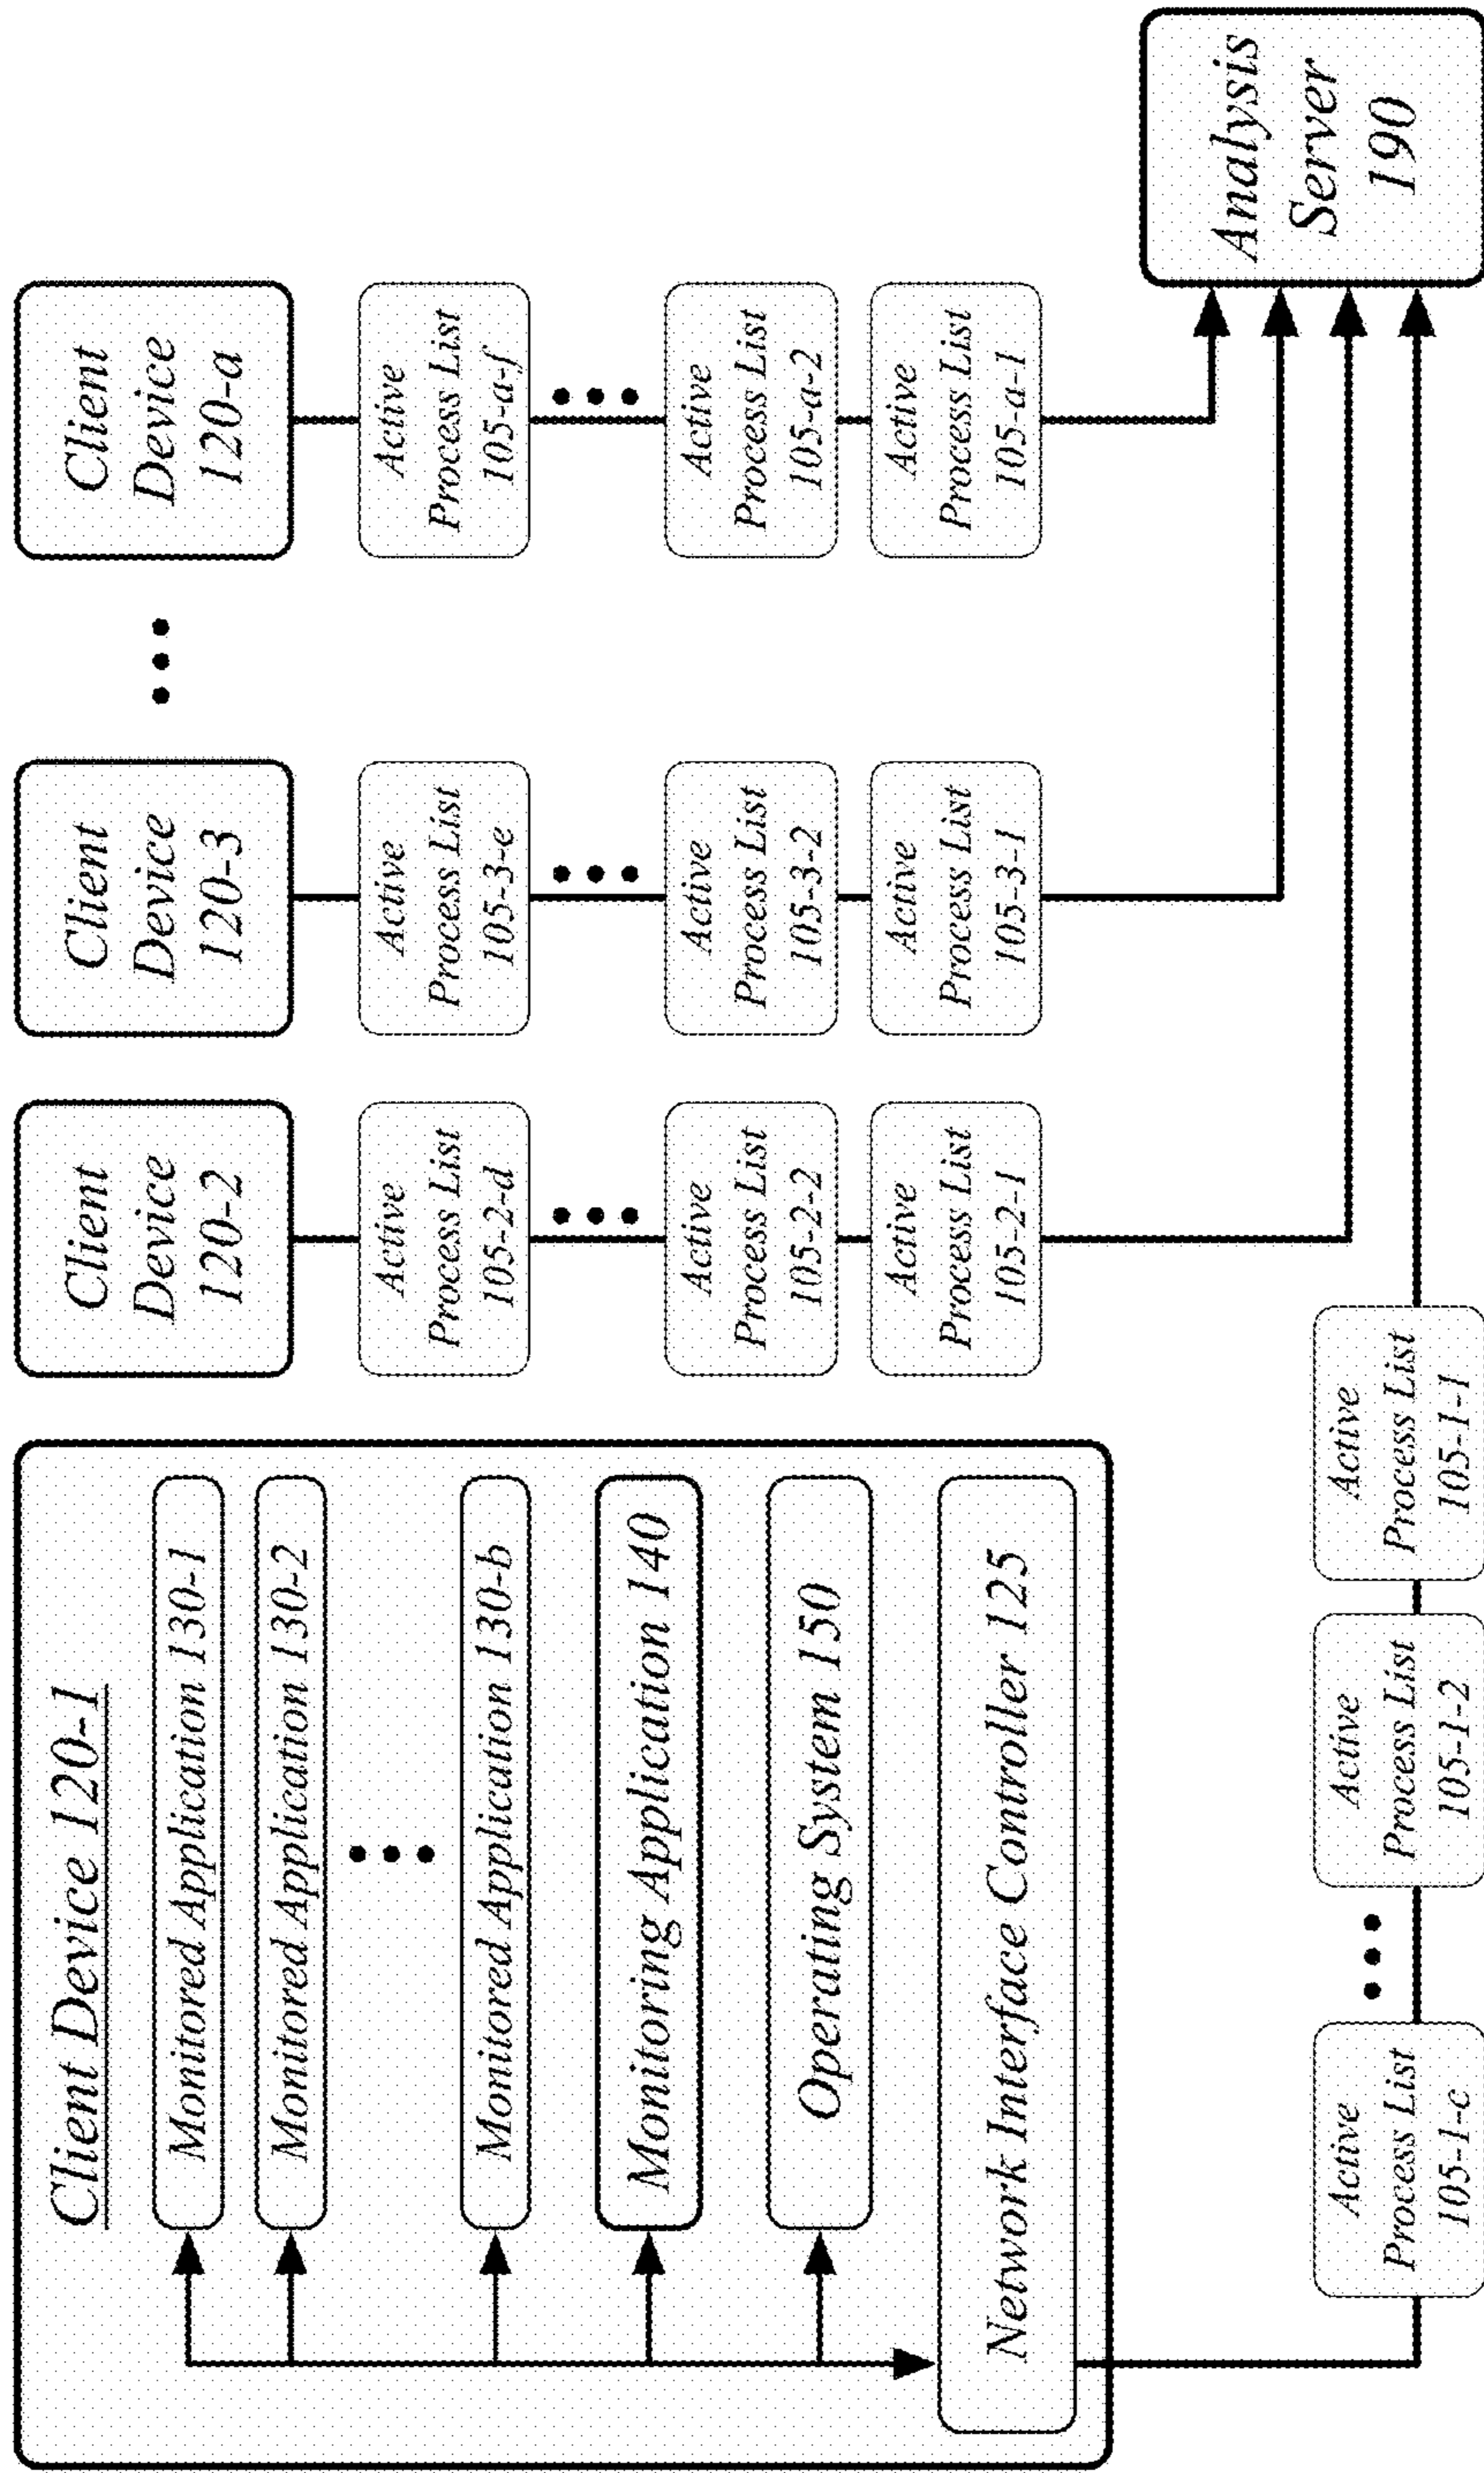 Client Device 120-1
Monitored Application 130-1
Monitored Application 130-2
Monitored Application 130-b
Monitoring Application 140
Operating System 150
Network Interface Controller 125
Client
Device
120-2
Active
Process List
105-2-d
Active
Process List
105-2-2
Active
Process List
105-2-1
Client
Device
120-3
Active
Process List
105-3-e
Active
Process List
105-3-2
Active
Process List
105-3-1
Client
Device
120-a
Active
Process List
105-a-f
Active
Process List
105-a-2
Active
Process List
105-a-1
Active
Process List
105-1-c
Active
Process List
105-1-2
Active
Process List
105-1-1
Analysis
Server
190